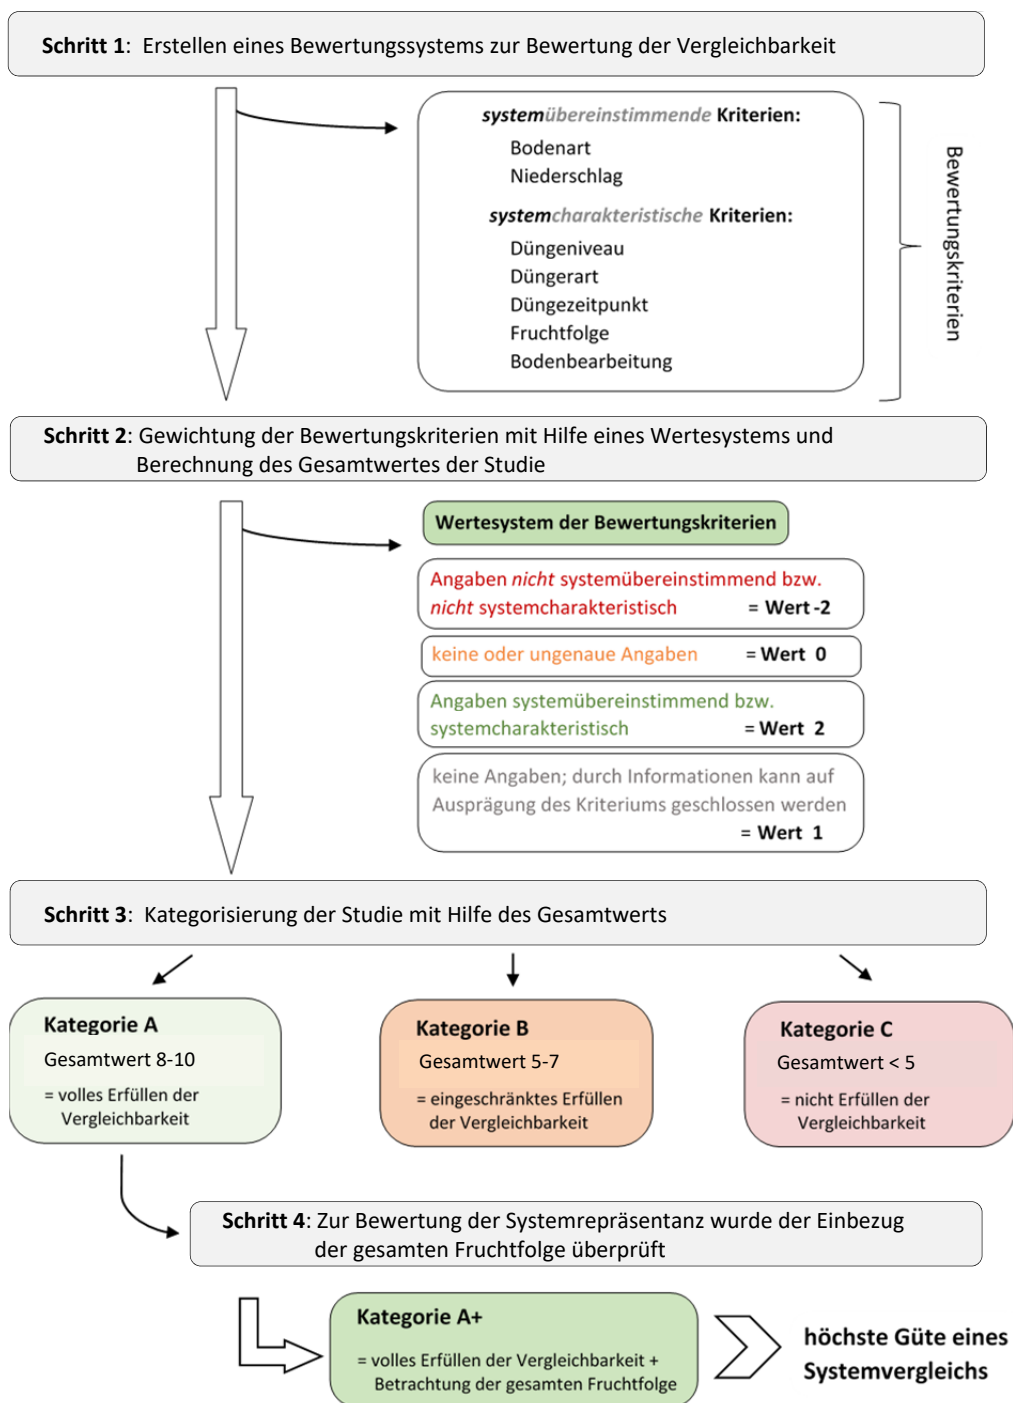 Schritt 1: Erstellen eines Bewertungssystems zur Bewertung der Vergleichbarkeit
systemübereinstimmende Kriterien:
Bodenart
Niederschlag
systemcharakteristische Kriterien:
Düngeniveau
Düngerart
Düngezeitpunkt
Fruchtfolge
Bodenbearbeitung
Bewertungskriterien
Schritt 2: Gewichtung der Bewertungskriterien mit Hilfe eines Wertesystems und
Berechnung des Gesamtwertes der Studie
Wertesystem der Bewertungskriterien
Angaben nicht systemübereinstimmend bzw.
nicht systemcharakteristisch = Wert -2
keine oder ungenaue Angaben = Wert 0
Angaben systemübereinstimmend bzw.
systemcharakteristisch = Wert 2
keine Angaben; durch Informationen kann auf
Ausprägung des Kriteriums geschlossen werden
= Wert 1
Schritt 3: Kategorisierung der Studie mit Hilfe des Gesamtwerts
Kategorie A
Gesamtwert 8-10
= volles Erfüllen der
Vergleichbarkeit
Kategorie B
Gesamtwert 5-7
= eingeschränktes Erfüllen
der Vergleichbarkeit
Kategorie C
Gesamtwert < 5
= nicht Erfüllen der
Vergleichbarkeit
Schritt 4: Zur Bewertung der Systemrepräsentanz wurde der Einbezug
der gesamten Fruchtfolge überprüft
Kategorie A+
= volles Erfüllen der Vergleichbarkeit +
Betrachtung der gesamten Fruchtfolge
höchste Güte eines
Systemvergleichs